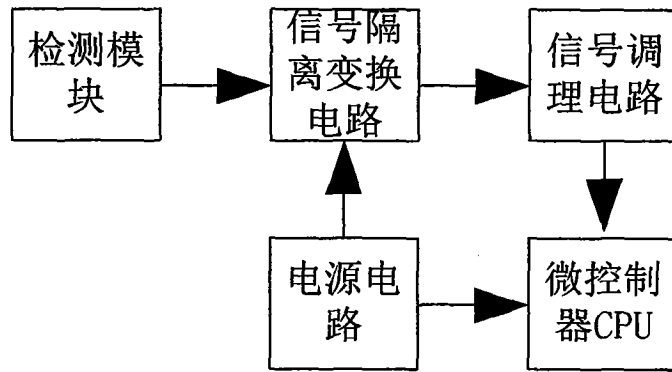 检测模
块
信号隔
离变换
电路
信号调
理电路
电源电
路
微控制
器CPU